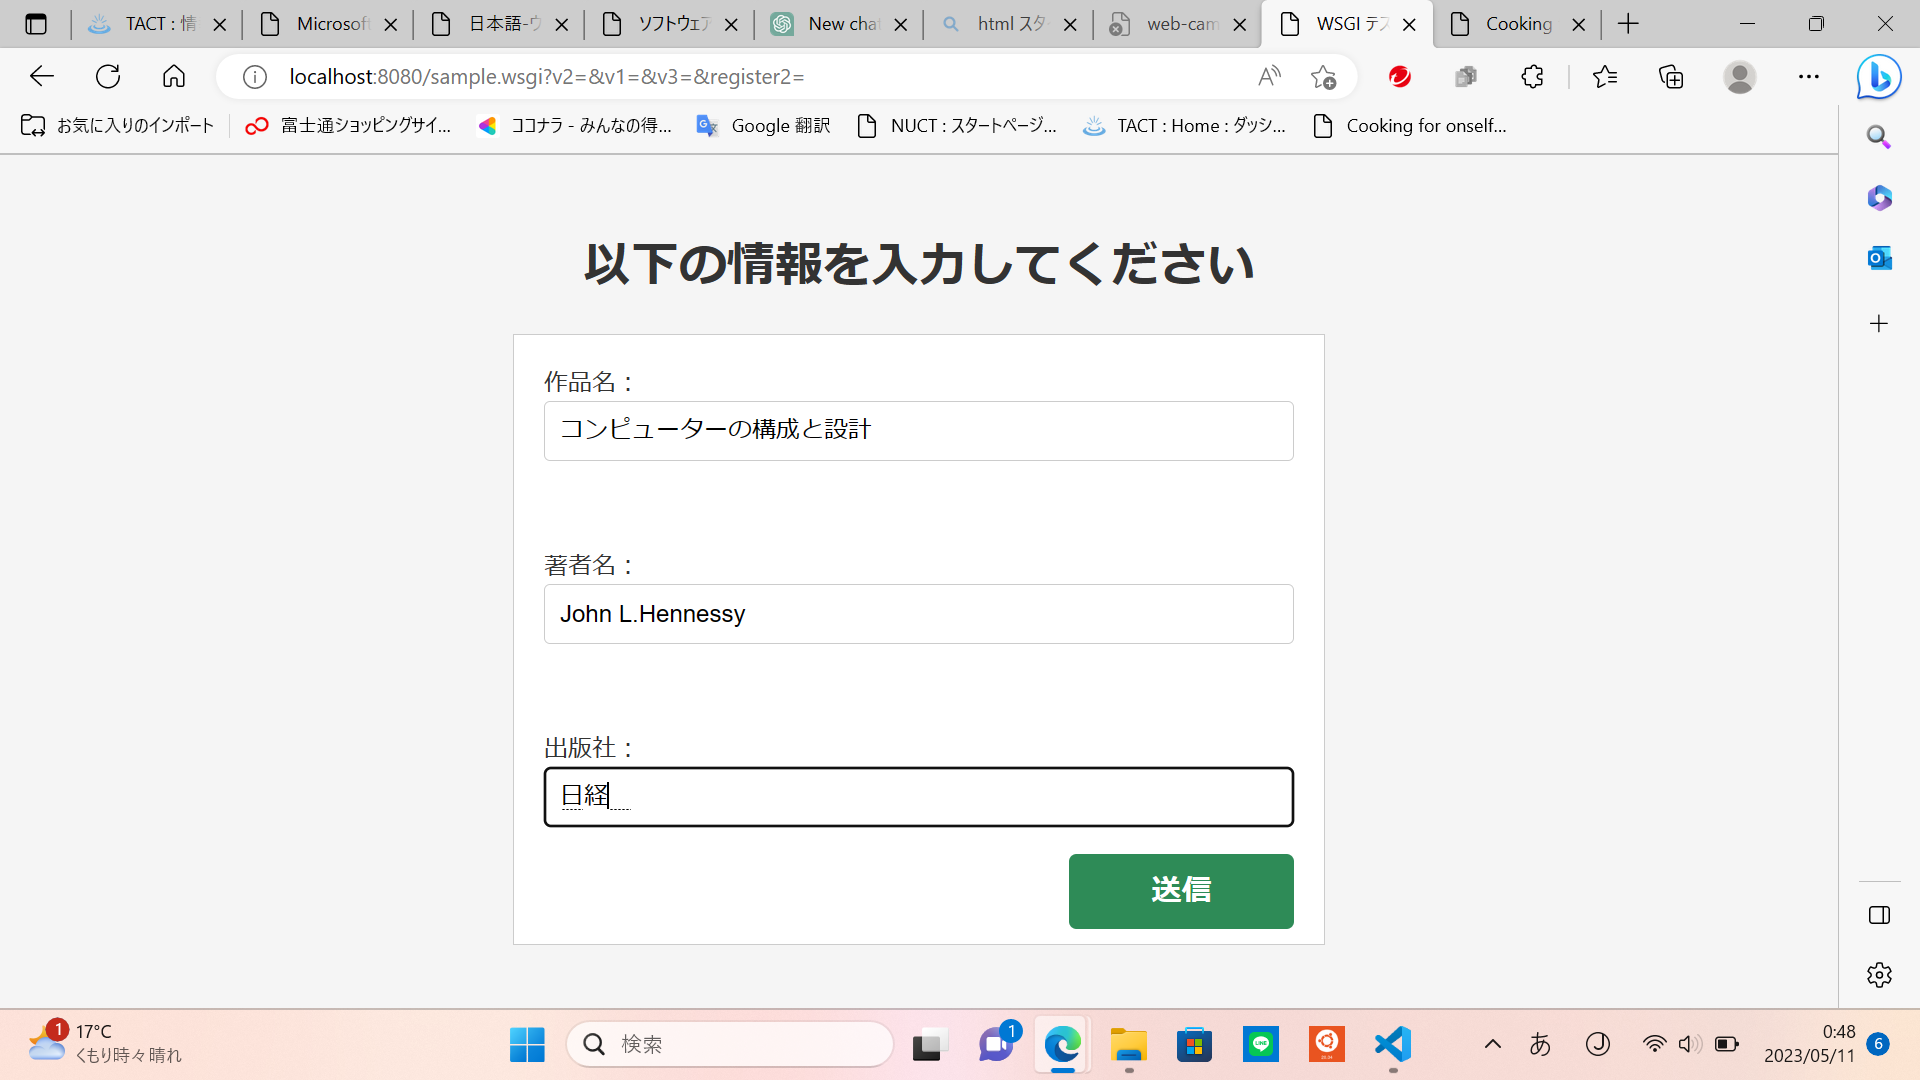 TACT : 情
Microsoft
日本語-ウ
ソフトウェア
New chat
html スタ
web-cam
WSGI テス
Cooking
localhost:8080/sample.wsgi?v2=&v1=&v3=&register2=
お気に入りのインポート
富士通ショッピングサイ...
ココナラ - みんなの得...
Google 翻訳
NUCT : スタートページ...
TACT : Home : ダッシ...
Cooking for onself...
以下の情報を入力してください
作品名：
コンピューターの構成と設計
著者名：
John L.Hennessy
出版社：
日経
送信
1
17°C
くもり時々晴れ
検索
1
あ
0:48
2023/05/11
6